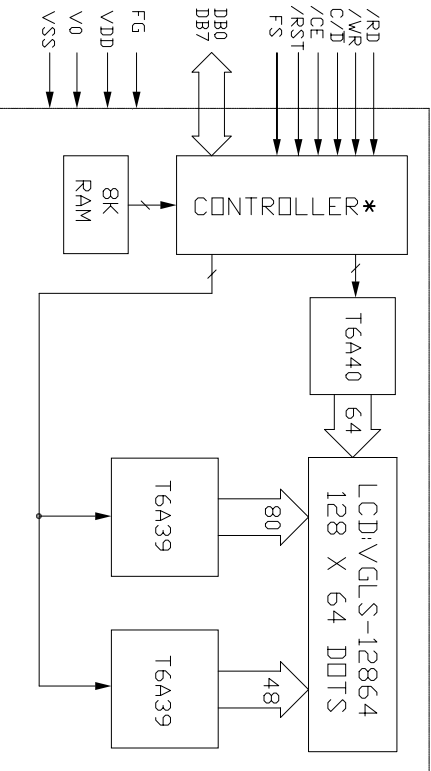 /RD
/WR
C/D
/CE
/RST
FS
DB0
DB7
FG
VDD
V0
VSS
CONTROLLER*
8K
RAM
T6A40
64
LCD:VGLS-12864
128 X 64 DOTS
T6A39
80
T6A39
48